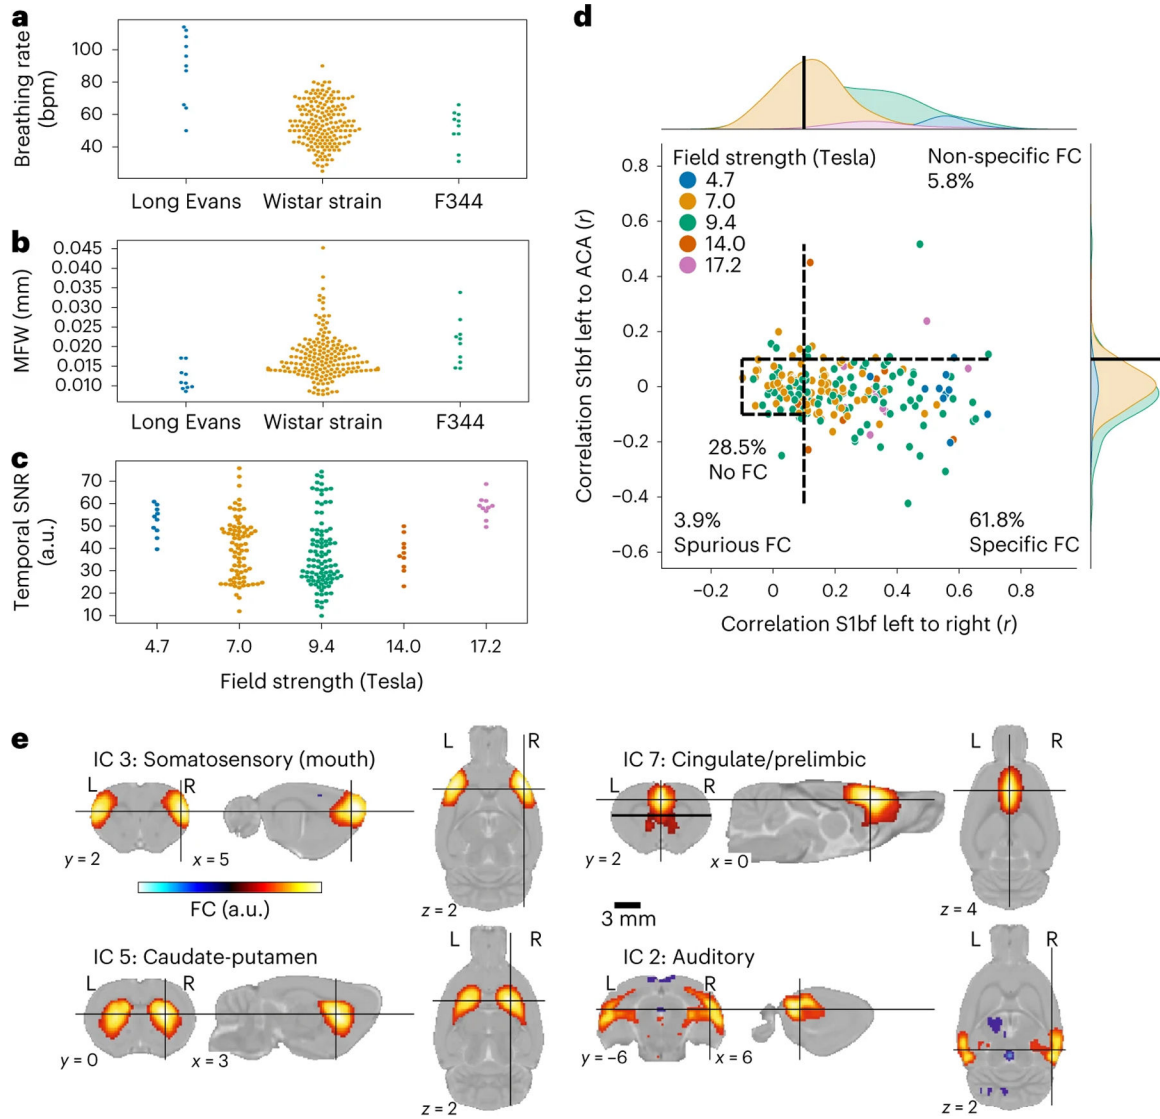 a
Breathing rate
(bpm)
100
80
60
40
Long Evans
Wistar strain
F344
b
MFW (mm)
0.045
0.040
0.035
0.030
0.025
0.020
0.015
0.010
Long Evans
Wistar strain
F344
c
Temporal SNR
(a.u.)
70
60
50
40
30
20
10
4.7
7.0
9.4
14.0
17.2
Field strength (Tesla)
d
Field strength (Tesla)
4.7
7.0
9.4
14.0
17.2
Non-specific FC
5.8%
28.5%
No FC
3.9%
Spurious FC
61.8%
Specific FC
Correlation S1bf left to ACA (r)
0.8
0.6
0.4
0.2
0
−0.2
−0.4
−0.6
−0.2
0
0.2
0.4
0.6
0.8
Correlation S1bf left to right (r)
e
IC 3: Somatosensory (mouth)
L
R
L
R
y = 2
x = 5
z = 2
FC (a.u.)
IC 7: Cingulate/prelimbic
L
R
L
R
y = 2
x = 0
z = 4
3 mm
IC 5: Caudate-putamen
L
R
L
R
y = 0
x = 3
z = 2
IC 2: Auditory
L
R
L
R
y = −6
x = 6
z = 2